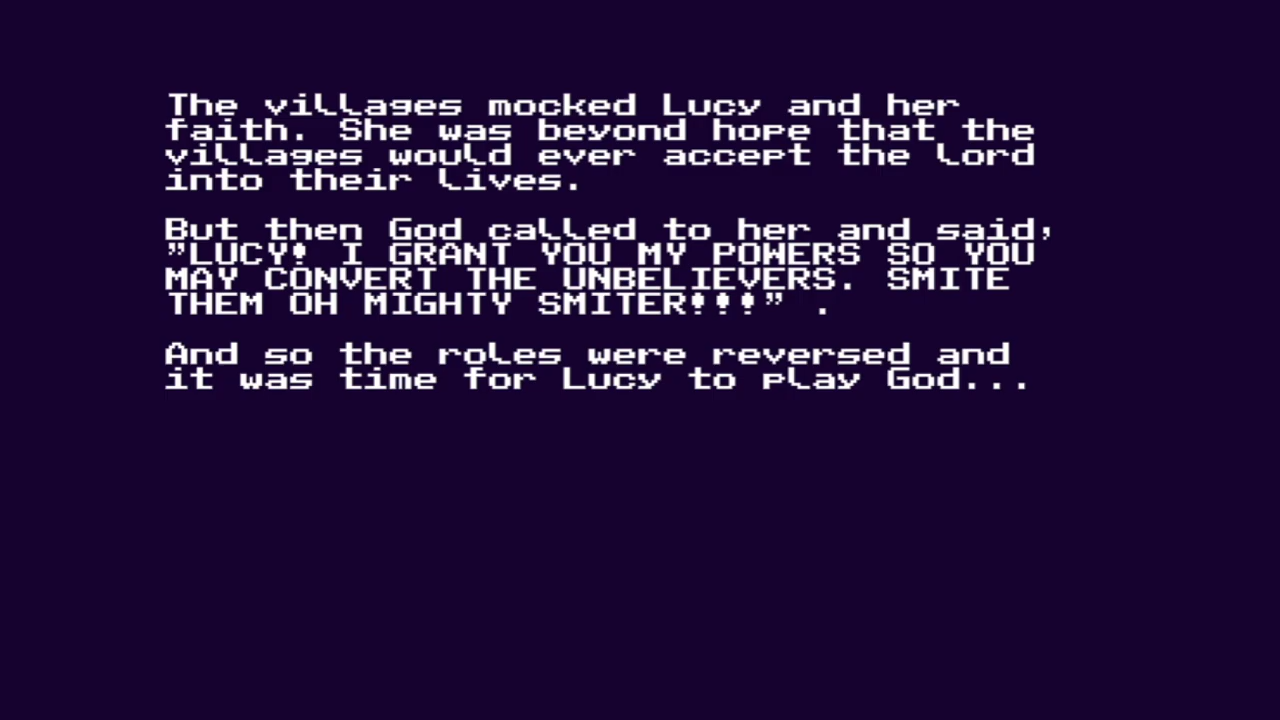 The villages mocked Lucy and her
faith. She was beyond hope that the
villages would ever accept the lord
into their lives.
But then God called to her and said,
"LUCY! I GRANT YOU MY POWERS SO YOU
MAY CONVERT THE UNBELIEVERS. SMITE
THEM OH MIGHTY SMITER!!!" .
And so the roles were reversed and
it was time for Lucy to play God...